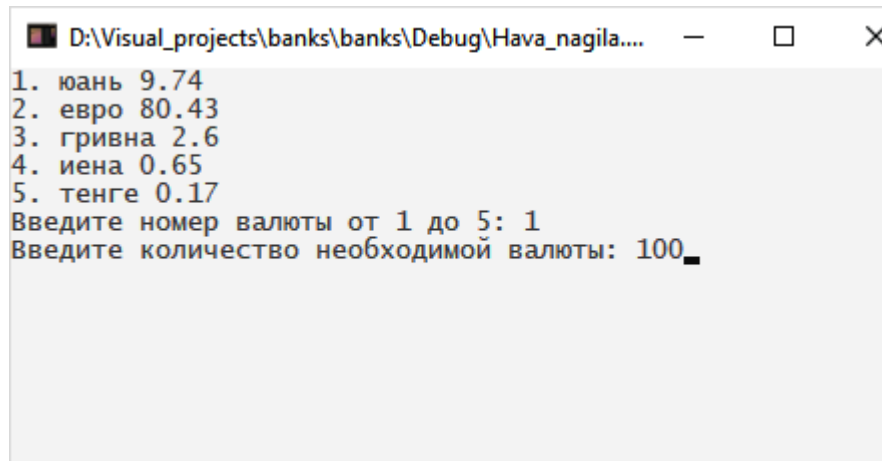 D:\Visual_projects\banks\banks\Debug\Hava_nagila....
1. юань 9.74
2. евро 80.43
3. гривна 2.6
4. иена 0.65
5. тенге 0.17
Введите номер валюты от 1 до 5: 1
Введите количество необходимой валюты: 100